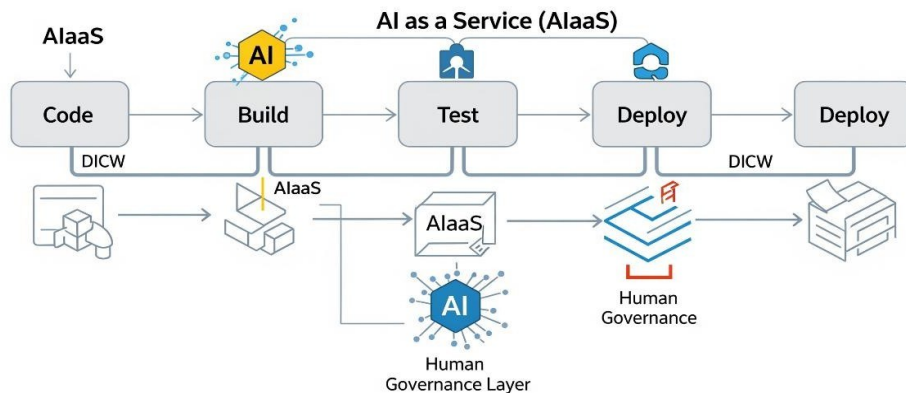 AI as a Service (AIaaS)
AIaaS
AI
Code
Build
Test
Deploy
Deploy
DICW
DICW
AIaaS
AIaaS
AI
Human
Governance
Human
Governance Layer